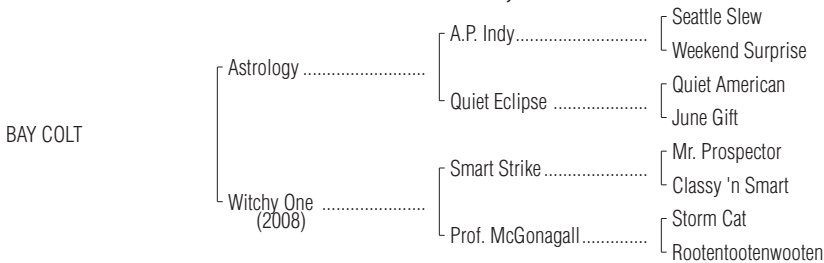 Seattle Slew
A.P. Indy..............................
Weekend Surprise
Astrology ...........................
Quiet American
Quiet Eclipse .....................
June Gift
BAY COLT
Mr. Prospector
Smart Strike.......................
Classy 'n Smart
Witchy One .......................
(2008)
Storm Cat
Prof. McGonagall...............
Rootentootenwooten